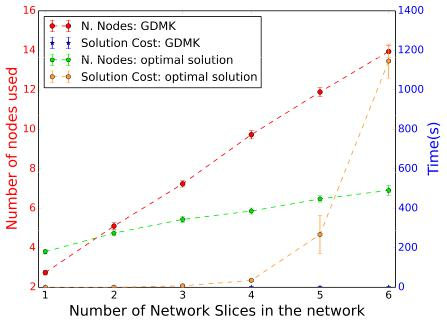 16
14
12
10
8
6
4
2
Number of nodes used
N. Nodes: GDMK
Solution Cost: GDMK
N. Nodes: optimal solution
Solution Cost: optimal solution
1400
1200
1000
800
600
400
200
0
Time(s)
1 2 3 4 5 6
Number of Network Slices in the network